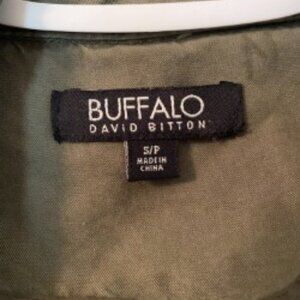 BUFFALO
DAVID BITTON
S/P
MADE IN
CHINA